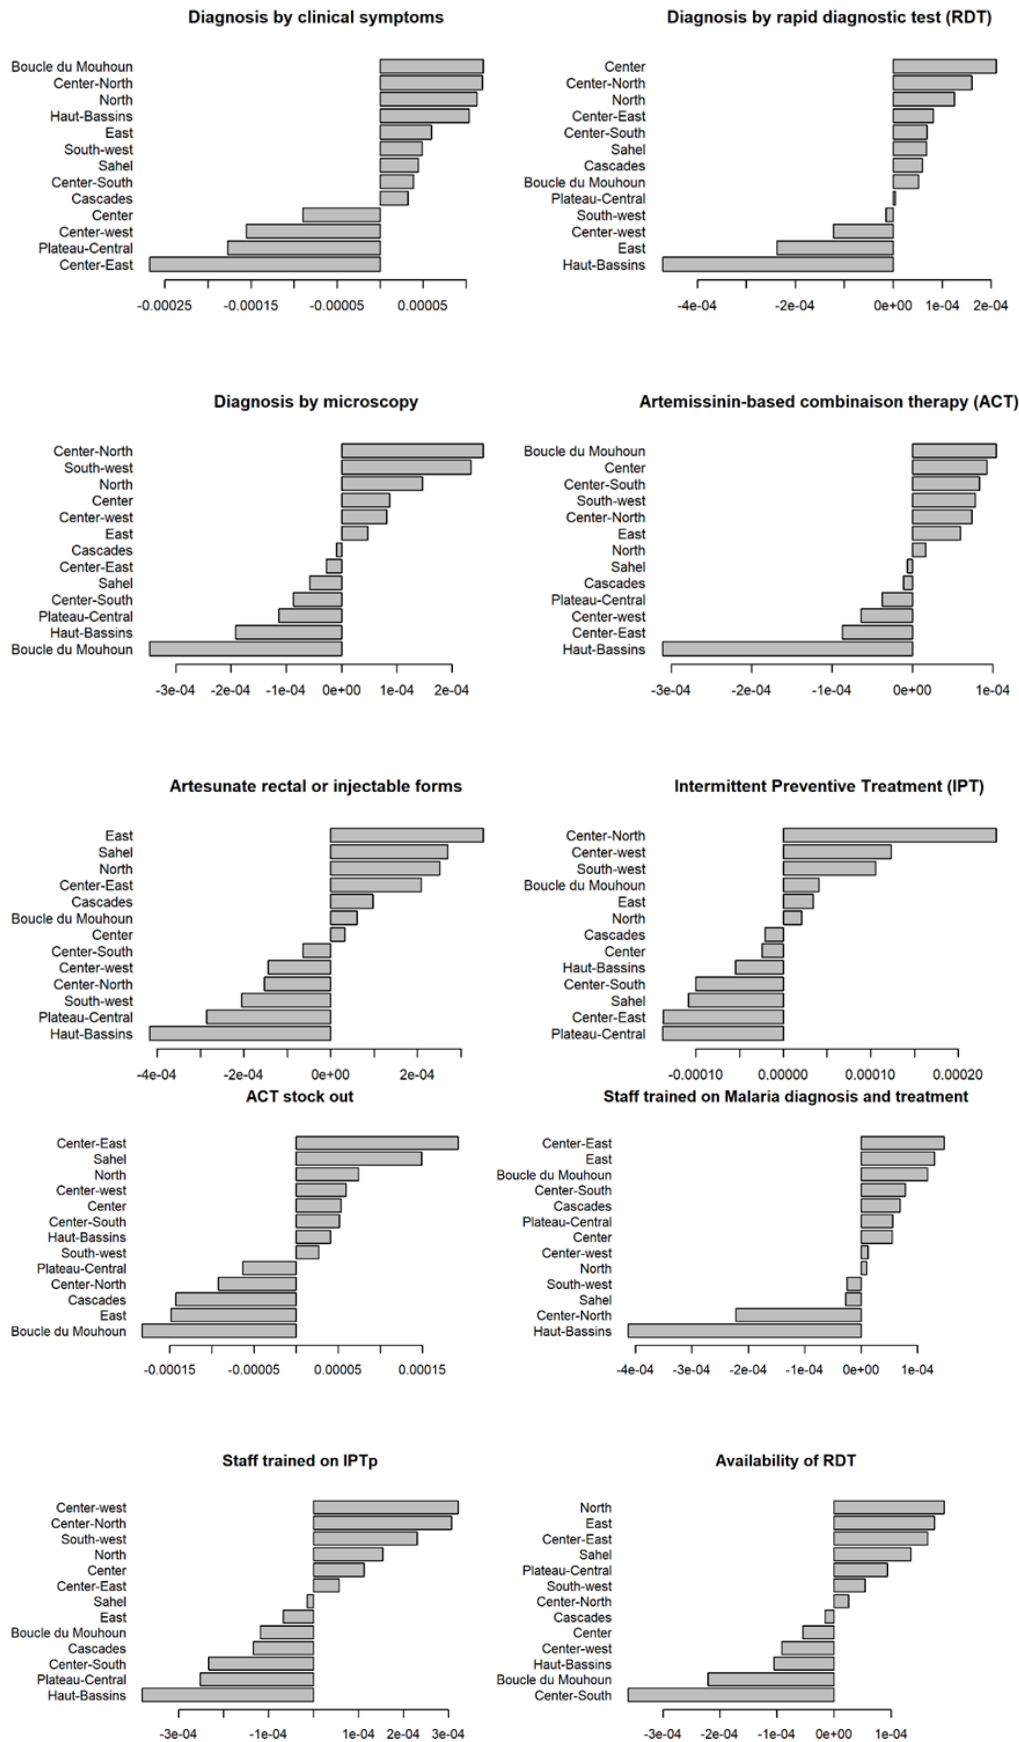 Diagnosis by clinical symptoms
Boucle du Mouhoun
Center-North
North
Haut-Bassins
East
South-west
Sahel
Center-South
Cascades
Center
Center-west
Plateau-Central
Center-East
-0.00025 -0.00015 -0.00005 0.00005
Diagnosis by rapid diagnostic test (RDT)
Center
Center-North
North
Center-East
Center-South
Sahel
Cascades
Boucle du Mouhoun
Plateau-Central
South-west
Center-west
East
Haut-Bassins
-4e-04 -2e-04 0e+00 1e-04 2e-04
Diagnosis by microscopy
Center-North
South-west
North
Center
Center-west
East
Cascades
Center-East
Sahel
Center-South
Plateau-Central
Haut-Bassins
Boucle du Mouhoun
-3e-04 -2e-04 -1e-04 0e+00 1e-04 2e-04
Artemissinin-based combinaison therapy (ACT)
Boucle du Mouhoun
Center
Center-South
South-west
Center-North
East
North
Sahel
Cascades
Plateau-Central
Center-west
Center-East
Haut-Bassins
-3e-04 -2e-04 -1e-04 0e+00 1e-04
Artesunate rectal or injectable forms
East
Sahel
North
Center-East
Cascades
Boucle du Mouhoun
Center
Center-South
Center-west
Center-North
South-west
Plateau-Central
Haut-Bassins
-4e-04 -2e-04 0e+00 2e-04
Intermittent Preventive Treatment (IPT)
Center-North
Center-west
South-west
Boucle du Mouhoun
East
North
Cascades
Center
Haut-Bassins
Center-South
Sahel
Center-East
Plateau-Central
-0.00010 0.00000 0.00010 0.00020
ACT stock out
Center-East
Sahel
North
Center-west
Center
Center-South
Haut-Bassins
South-west
Plateau-Central
Center-North
Cascades
East
Boucle du Mouhoun
-0.00015 -0.00005 0.00005 0.00015
Staff trained on Malaria diagnosis and treatment
Center-East
East
Boucle du Mouhoun
Center-South
Cascades
Plateau-Central
Center
Center-west
North
South-west
Sahel
Center-North
Haut-Bassins
-4e-04 -3e-04 -2e-04 -1e-04 0e+00 1e-04
Staff trained on IPTp
Center-west
Center-North
South-west
North
Center
Center-East
Sahel
East
Boucle du Mouhoun
Cascades
Center-South
Plateau-Central
Haut-Bassins
-3e-04 -1e-04 1e-04 2e-04 3e-04
Availability of RDT
North
East
Center-East
Sahel
Plateau-Central
South-west
Center-North
Cascades
Center
Center-west
Haut-Bassins
Boucle du Mouhoun
Center-South
-3e-04 -2e-04 -1e-04 0e+00 1e-04